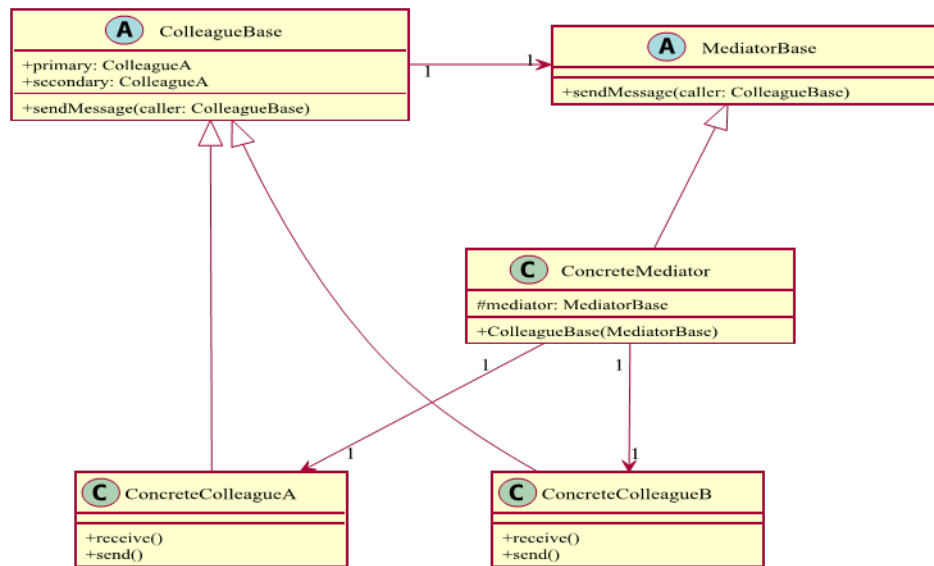 A ColleagueBase
+primary: ColleagueA
+secondary: ColleagueA
+sendMessage(caller: ColleagueBase)
1 1
A MediatorBase
+sendMessage(caller: ColleagueBase)
C ConcreteMediator
#mediator: MediatorBase
+ColleagueBase(MediatorBase)
1 1
1 1
C ConcreteColleagueA
+receive()
+send()
C ConcreteColleagueB
+receive()
+send()